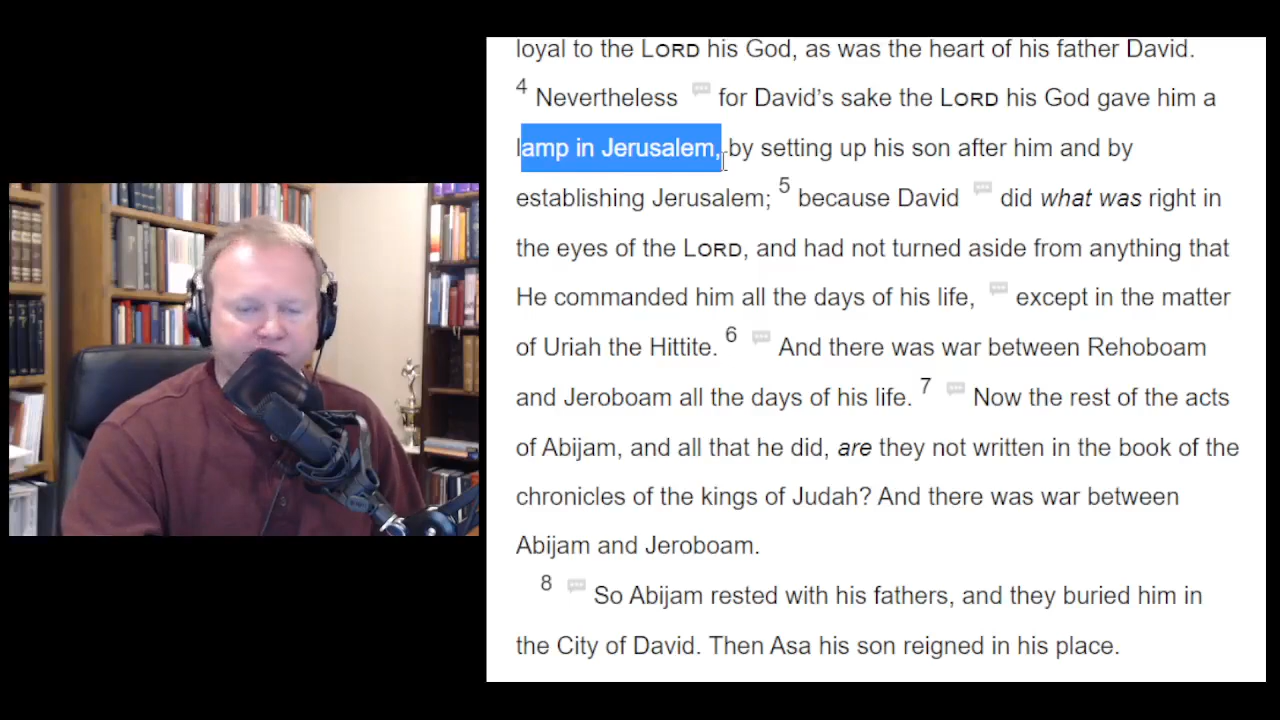 loyal to the LORD his God, as was the heart of his father David.
4 Nevertheless for David’s sake the LORD his God gave him a
lamp in Jerusalem, by setting up his son after him and by
establishing Jerusalem; 5 because David did what was right in
the eyes of the LORD, and had not turned aside from anything that
He commanded him all the days of his life, except in the matter
of Uriah the Hittite. 6 And there was war between Rehoboam
and Jeroboam all the days of his life. 7 Now the rest of the acts
of Abijam, and all that he did, are they not written in the book of the
chronicles of the kings of Judah? And there was war between
Abijam and Jeroboam.
8 So Abijam rested with his fathers, and they buried him in
the City of David. Then Asa his son reigned in his place.